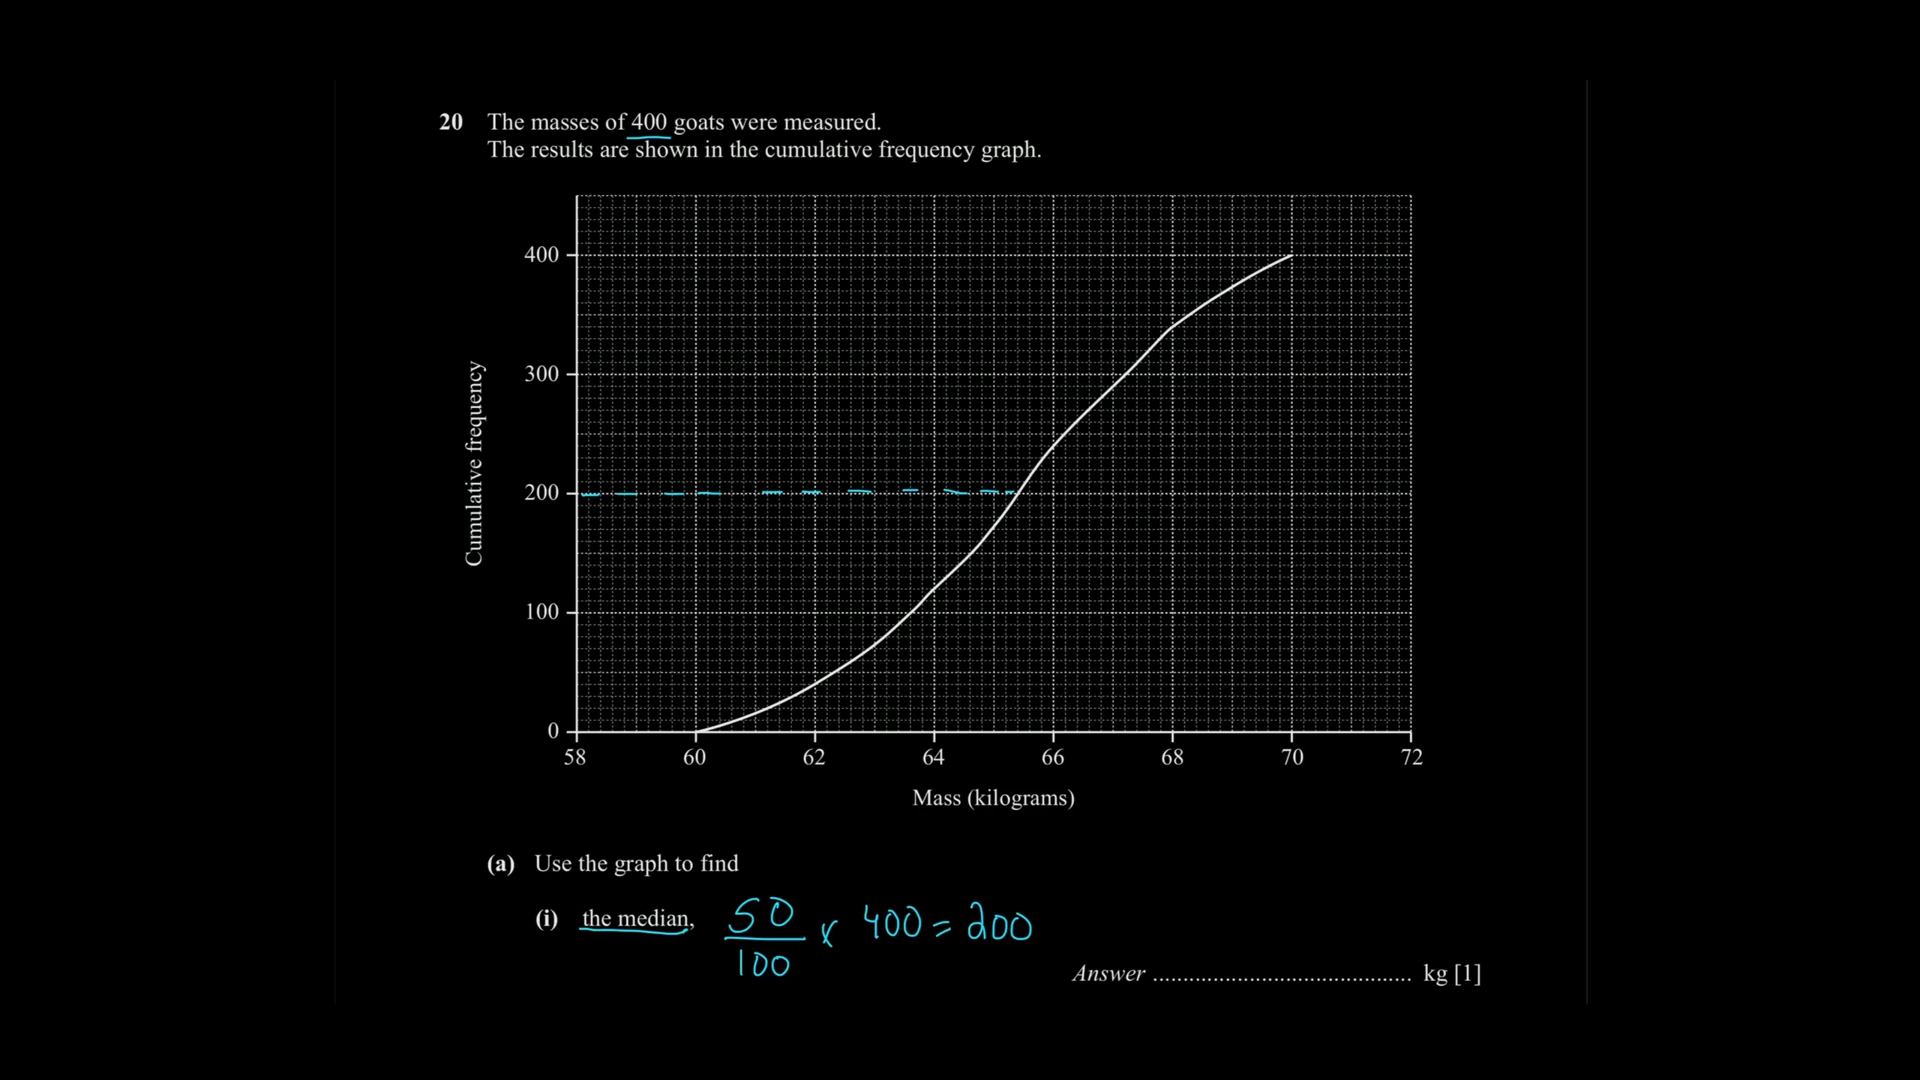 20 The masses of 400 goats were measured.
The results are shown in the cumulative frequency graph.
400
300
200
100
0
Cumulative frequency
58 60 62 64 66 68 70 72
Mass (kilograms)
(a) Use the graph to find
(i) the median, 50/100 × 400 = 200
Answer ........................................... kg [1]